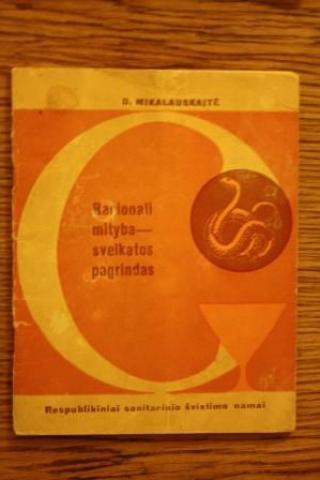 D. MIKALAUSKAITĖ
Racionali
mityba—
sveikatos
pagrindas
Respublikiniai sanitarinio švietimo namai